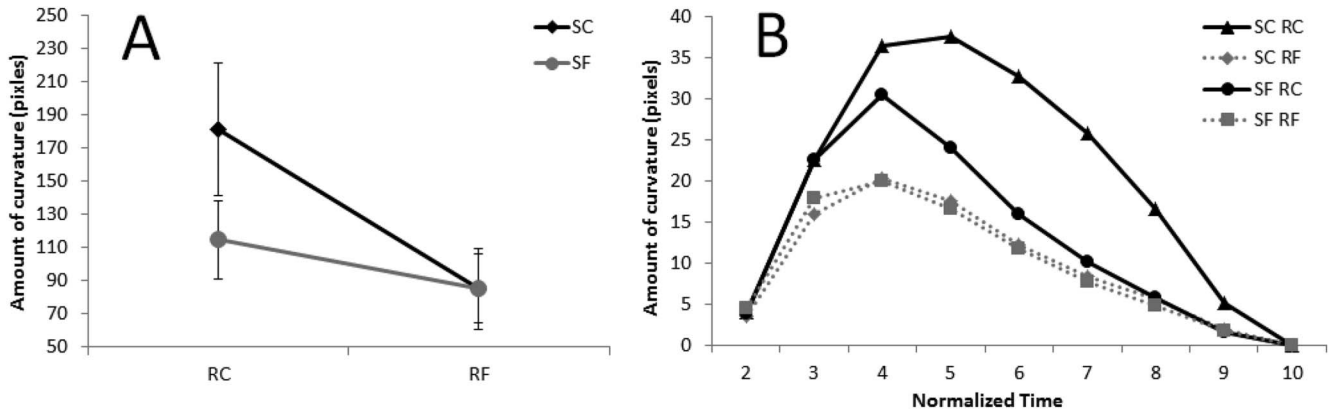 A
Amount of curvature (pixles)
250
230
210
190
170
150
130
110
90
70
50
RC
RF
SC
SF
B
Amount of curvature (pixels)
40
35
30
25
20
15
10
5
0
2 3 4 5 6 7 8 9 10
Normalized Time
SC RC
SC RF
SF RC
SF RF